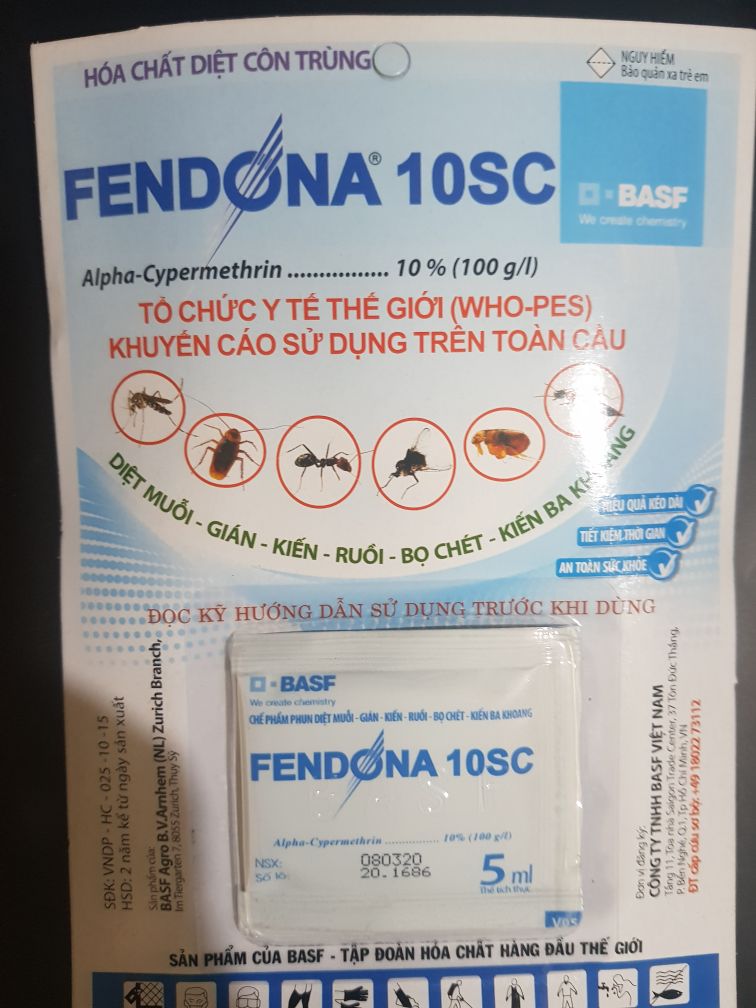 HÓA CHẤT DIỆT CÔN TRÙNG
NGUY HIỂM
Bảo quản xa trẻ em
FENDONA® 10SC
BASF
We create chemistry
Alpha-Cypermethrin ................ 10 % (100 g/l)
TỔ CHỨC Y TẾ THẾ GIỚI (WHO-PES)
KHUYẾN CÁO SỬ DỤNG TRÊN TOÀN CẦU
DIỆT MUỖI - GIÁN - KIẾN - RUỒI - BỌ CHÉT - KIẾN BA KHOANG
HIỆU QUẢ KÉO DÀI
TIẾT KIỆM THỜI GIAN
AN TOÀN SỨC KHỎE
ĐỌC KỸ HƯỚNG DẪN SỬ DỤNG TRƯỚC KHI DÙNG
SĐK: VNDP - HC - 025 -10 -15
HSD: 2 năm kể từ ngày sản xuất
Sản phẩm của:
BASF Agro B.V.Arnhem (NL) Zurich Branch,
Im Tiergarten 7, 8055 Zurich, Thụy Sỹ
BASF
We create chemistry
CHẾ PHẨM PHUN DIỆT MUỖI - GIÁN - KIẾN - RUỒI - BỌ CHÉT - KIẾN BA KHOANG
FENDONA 10SC
Alpha-Cypermethrin ................ 10% (100 g/l)
NSX: 080320
Số lô: 20.1686
5 ml
Thể tích thực
Đơn vị đăng ký:
CÔNG TY TNHH BASF VIỆT NAM
Tầng 11, Tòa nhà Saigon Trade Center, 37 Tôn Đức Thắng,
P. Bến Nghé, Q.1, Tp Hồ Chí Minh, VN
ĐT cấp cứu sơ bộ: +49 18022 73112
SẢN PHẨM CỦA BASF - TẬP ĐOÀN HÓA CHẤT HÀNG ĐẦU THẾ GIỚI